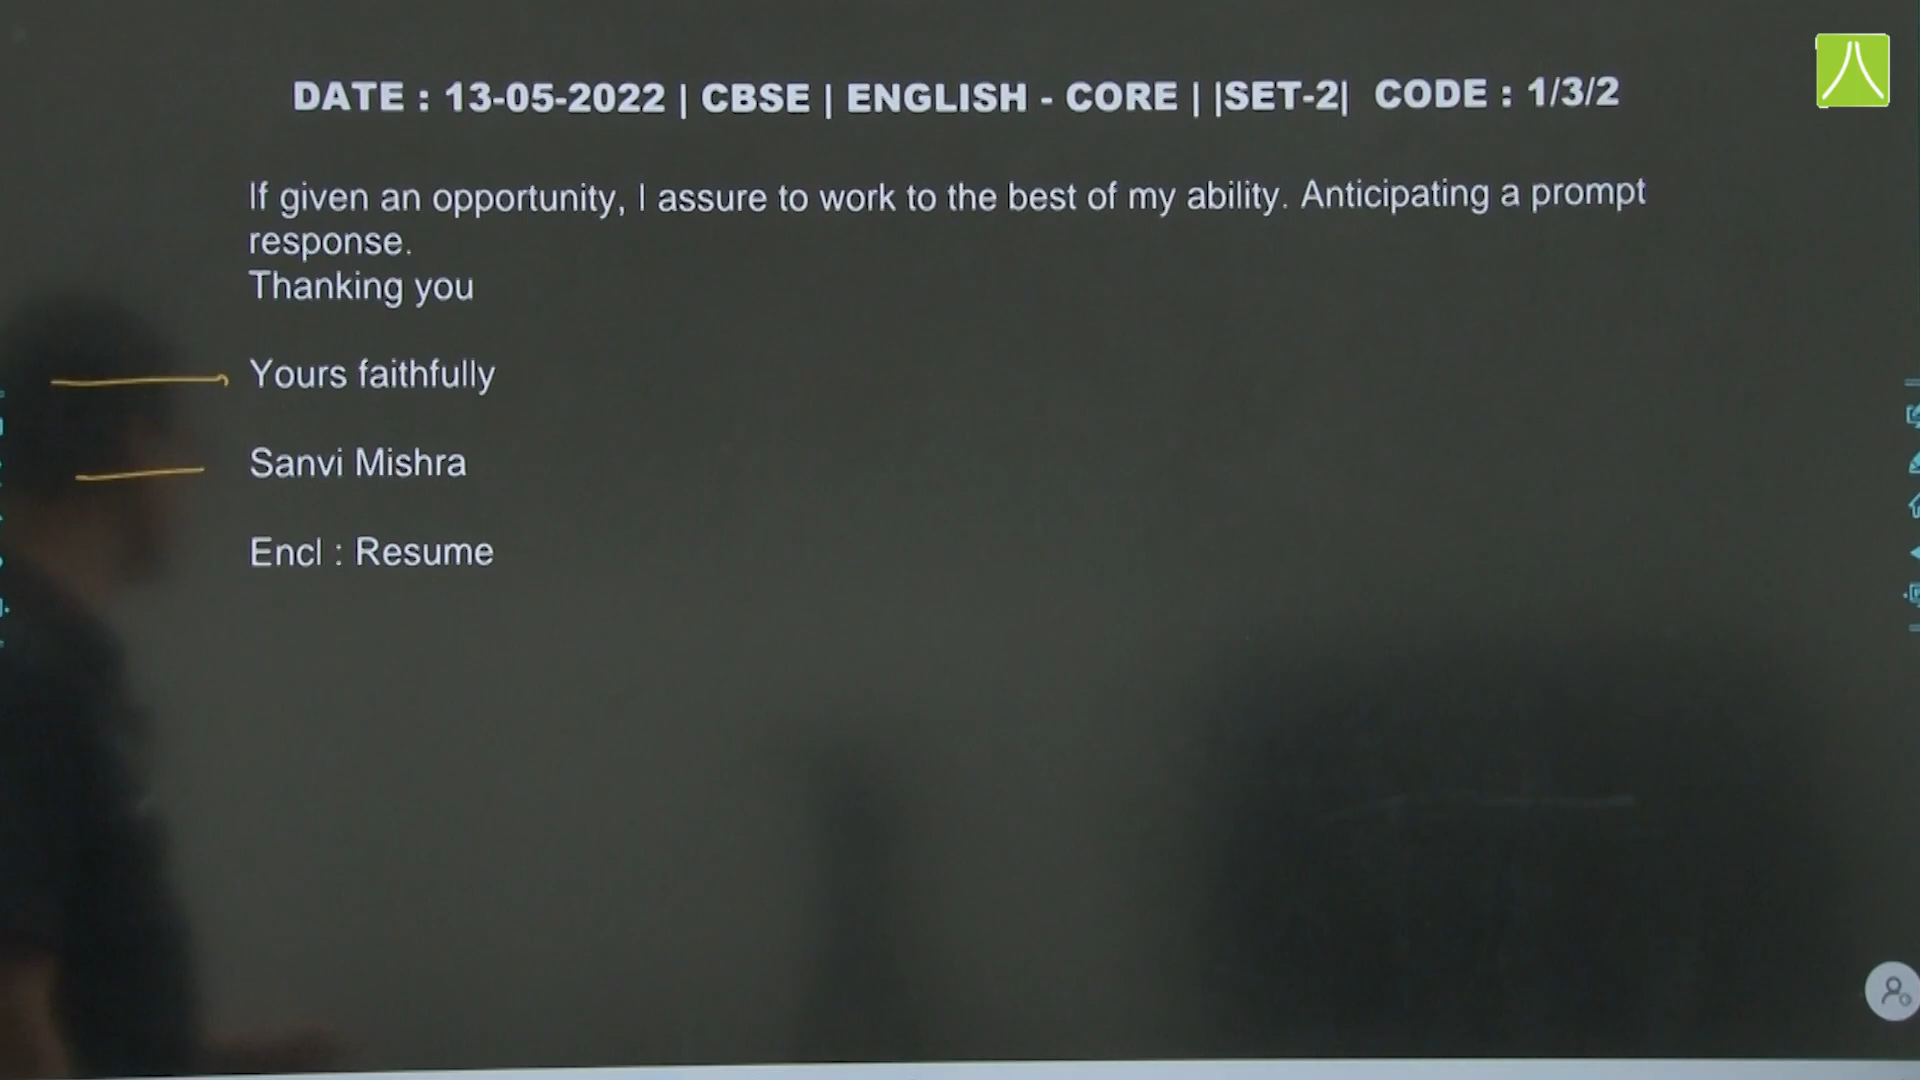 DATE : 13-05-2022 | CBSE | ENGLISH - CORE | |SET-2| CODE : 1/3/2
If given an opportunity, I assure to work to the best of my ability. Anticipating a prompt
response.
Thanking you
Yours faithfully
Sanvi Mishra
Encl : Resume